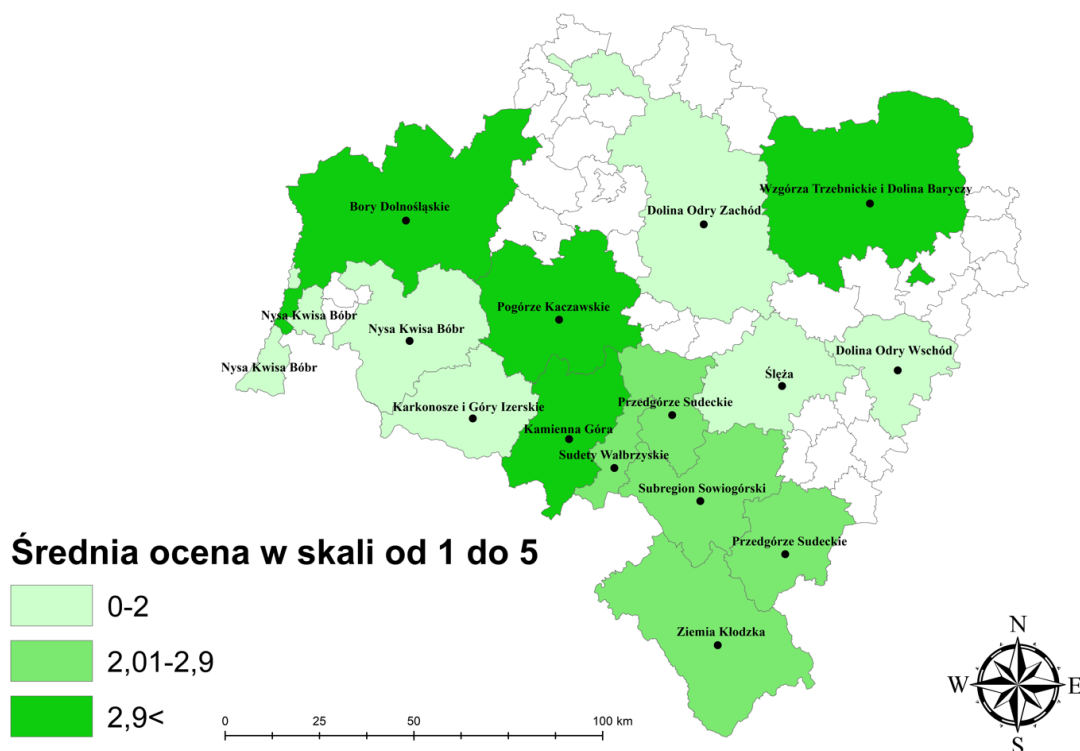 Wzgórza Trzebnickie i Dolina Baryczy
Bory Dolnośląskie
Dolina Odry Zachód
Pogórze Kaczawskie
Nysa Kwisa Bóbr
Nysa Kwisa Bóbr
Dolina Odry Wschód
Nysa Kwisa Bóbr
Ślęża
Karkonosze i Góry Izerskie
Przedgórze Sudeckie
Kamienna Góra
Sudety Wałbrzyskie
Subregion Sowiogórski
Przedgórze Sudeckie
Ziemia Kłodzka
Średnia ocena w skali od 1 do 5
0-2
2,01-2,9
2,9<
0 25 50 100 km
N
W E
S